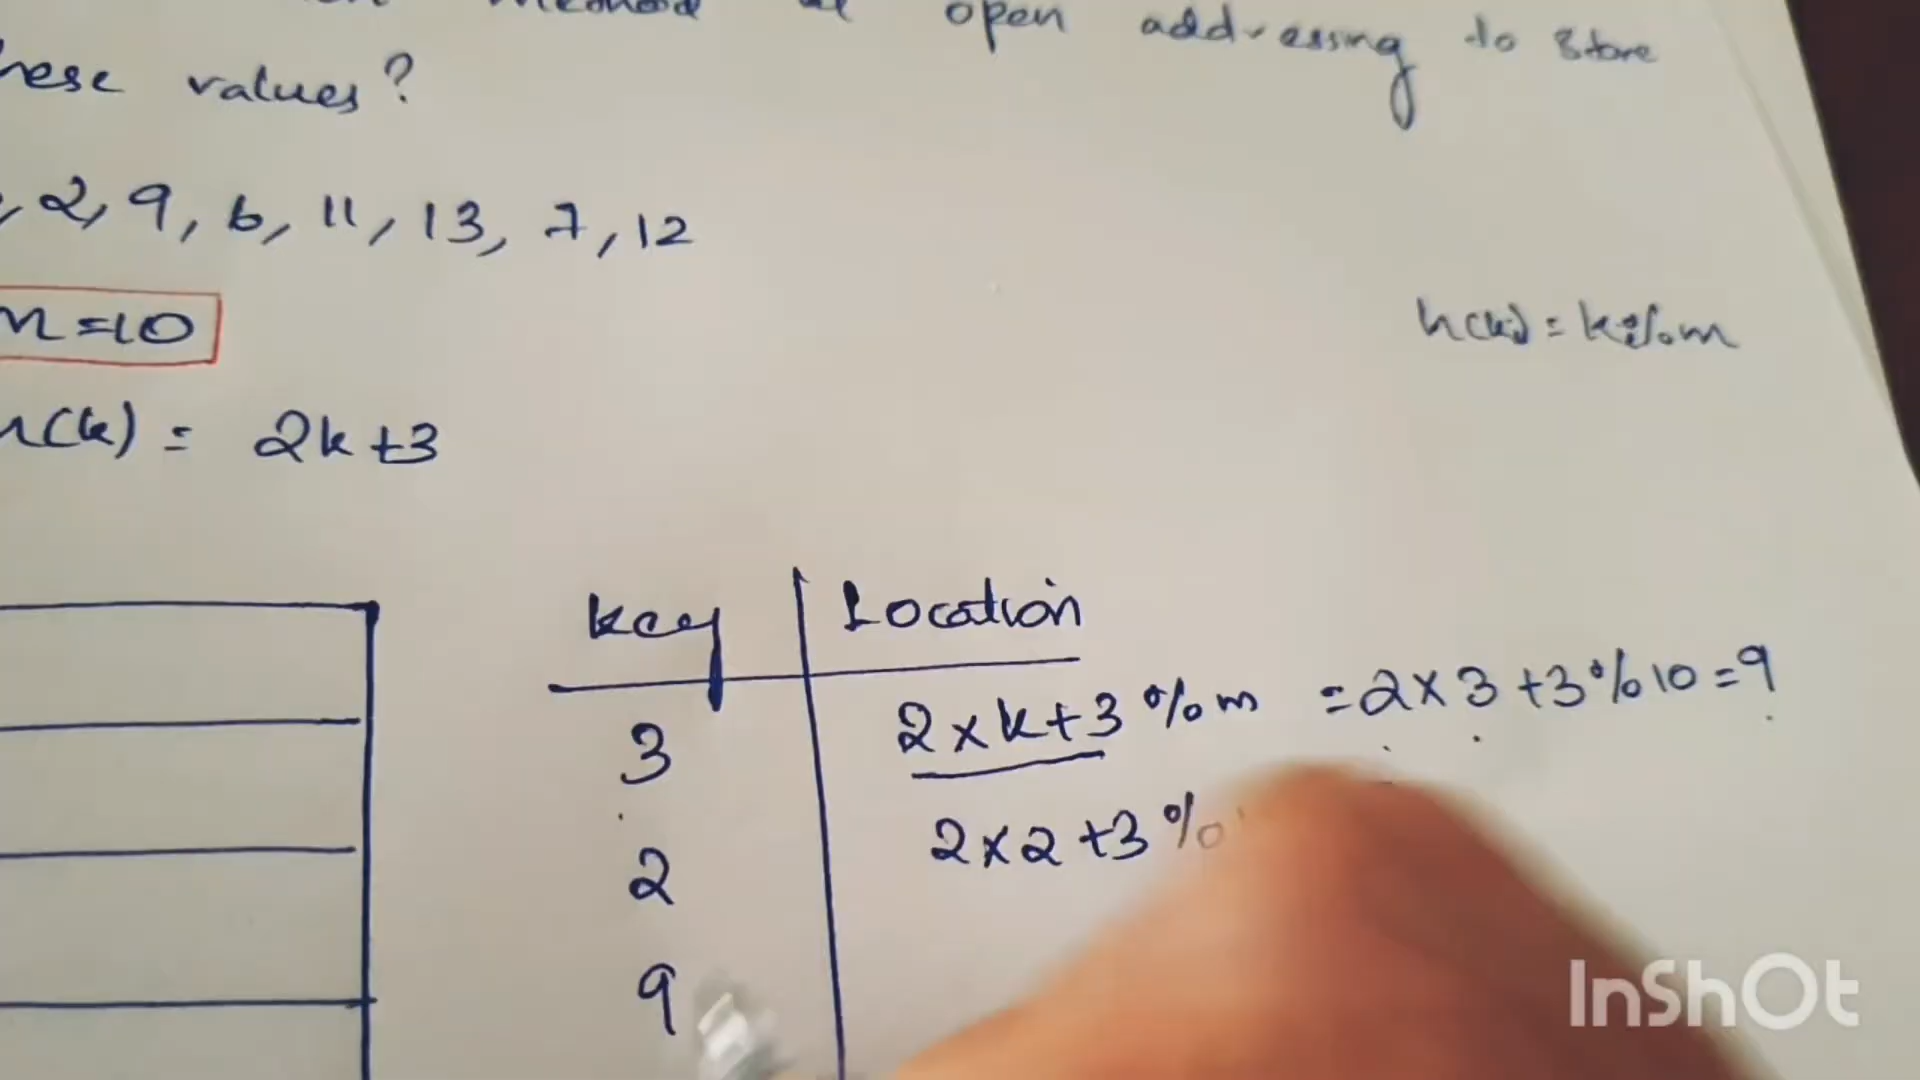 open addressing to store
these values?
2, 9, 6, 11, 13, 7, 12
m=10
h(k) = k%m
h(k) = 2k+3
key Location
3 2×k+3%m =2×3+3%10=9
2 2×2+3%
9
InShOt